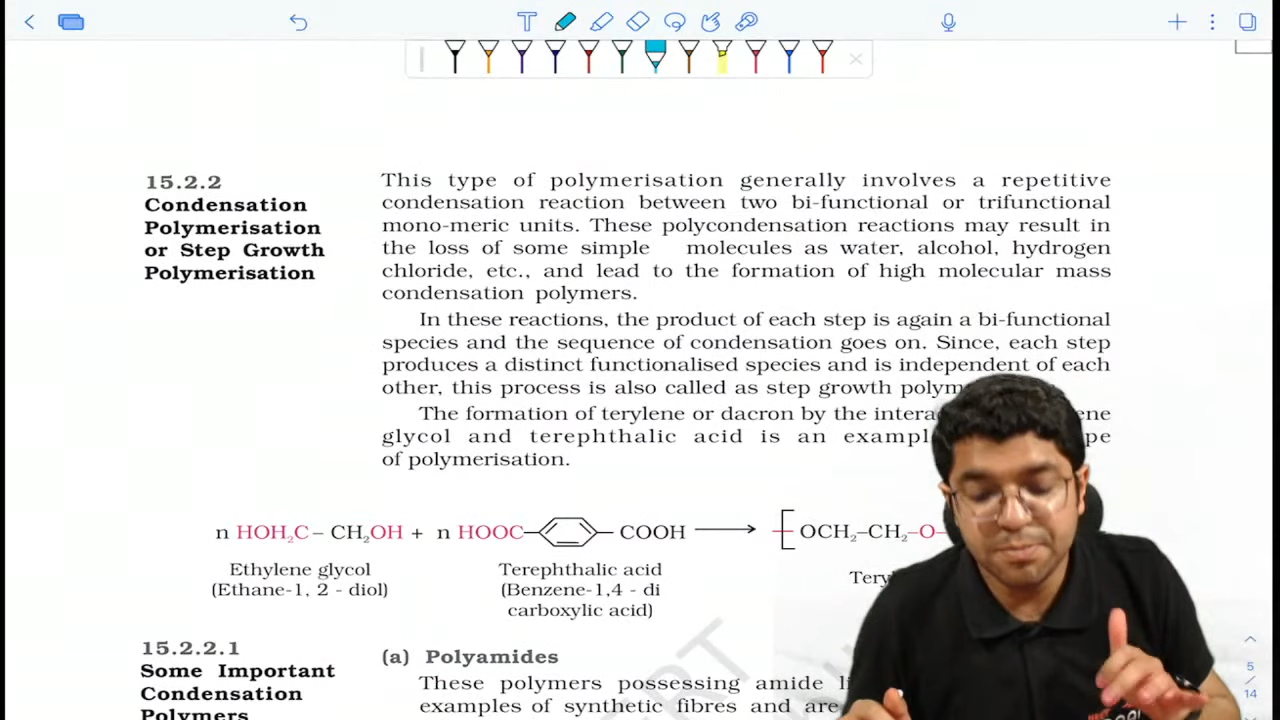 15.2.2
Condensation
Polymerisation
or Step Growth
Polymerisation
This type of polymerisation generally involves a repetitive
condensation reaction between two bi-functional or trifunctional
mono-meric units. These polycondensation reactions may result in
the loss of some simple molecules as water, alcohol, hydrogen
chloride, etc., and lead to the formation of high molecular mass
condensation polymers.
In these reactions, the product of each step is again a bi-functional
species and the sequence of condensation goes on. Since, each step
produces a distinct functionalised species and is independent of each
other, this process is also called as step growth
The formation of terylene or dacron by the
glycol and terephthalic acid is an
of polymerisation.
n HOH₂C – CH₂OH + n HOOC COOH
OCH₂–CH₂–O
Ethylene glycol
(Ethane-1, 2 - diol)
Terephthalic acid
(Benzene-1,4 - di
carboxylic acid)
15.2.2.1
Some Important
Condensation
Polymers
(a) Polyamides
These polymers possessing amide
examples of synthetic fibres and are
T
5
/
14